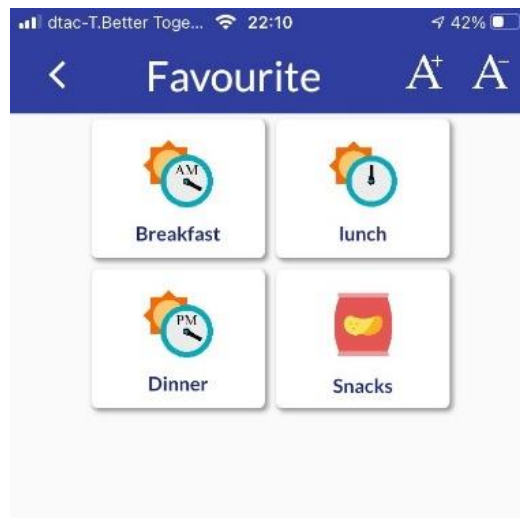 dtac-T.Better Toge... 22:10 42%
Favourite A+ A-
AM
Breakfast lunch
PM
Dinner Snacks